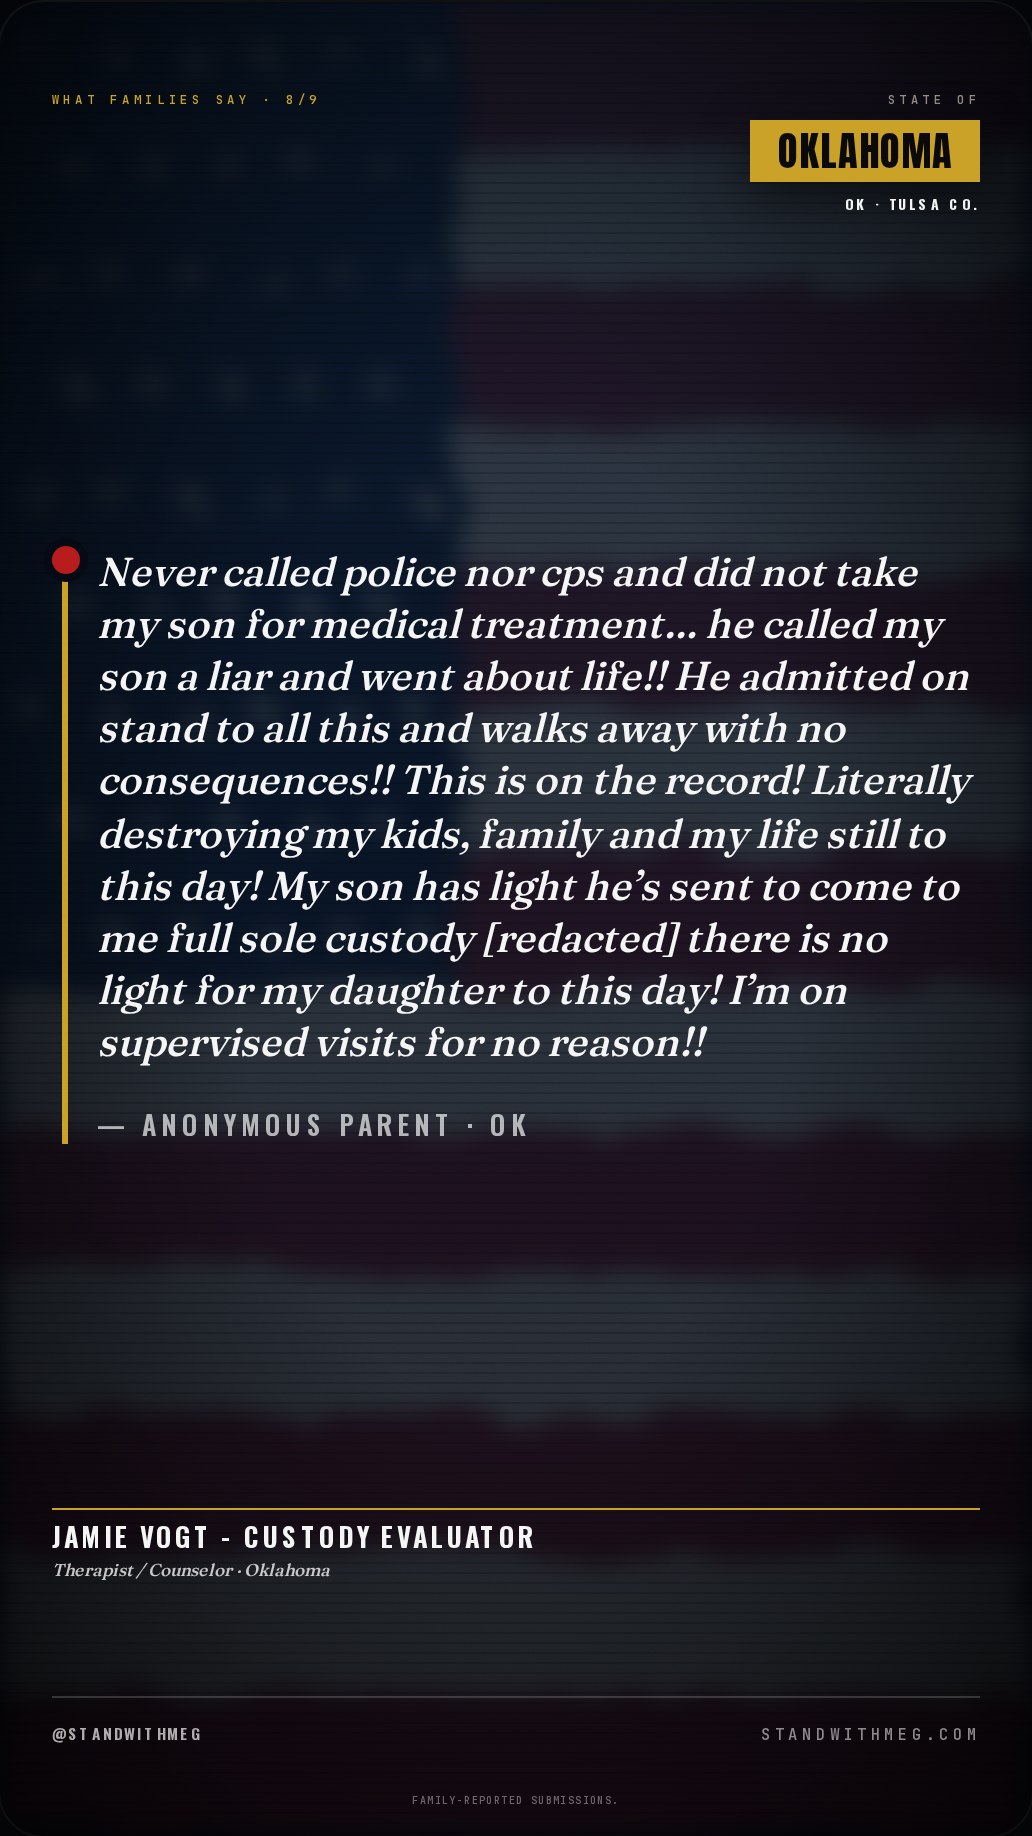 WHAT FAMILIES SAY · 8/9
STATE OF
OKLAHOMA
OK · TULSA CO.
Never called police nor cps and did not take
my son for medical treatment... he called my
son a liar and went about life!! He admitted on
stand to all this and walks away with no
consequences!! This is on the record! Literally
destroying my kids, family and my life still to
this day! My son has light he’s sent to come to
me full sole custody [redacted] there is no
light for my daughter to this day! I’m on
supervised visits for no reason!!
— ANONYMOUS PARENT · OK
JAMIE VOGT - CUSTODY EVALUATOR
Therapist / Counselor · Oklahoma
@STANDWITHMEG
STANDWITHMEG.COM
FAMILY-REPORTED SUBMISSIONS.